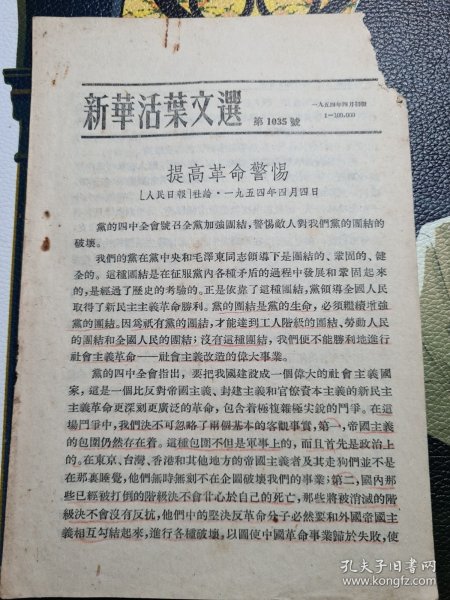 新華活葉文選
第1035號
一九五四年四月初版
1—100,000
提高革命警惕
［人民日報］社論·一九五四年四月四日
黨的四中全會號召全黨加強團結，警惕敵人對我們黨的團結的
破壞。
我們的黨在黨中央和毛澤東同志領導下是團結的、鞏固的、健
全的。這種團結是在征服黨內各種矛盾的過程中發展和鞏固起來
的，是經過了歷史的考驗的。正是依靠了這種團結，黨領導全國人民
取得了新民主主義革命勝利。黨的團結是黨的生命，必須繼續增強
黨的團結。因爲祇有黨的團結，才能達到工人階級的團結、勞動人民
的團結和全國人民的團結；沒有這種團結，我們便不能勝利地進行
社會主義革命——社會主義改造的偉大事業。
黨的四中全會指出，要把我國建設成一個偉大的社會主義國
家，這是一個比反對帝國主義、封建主義和官僚資本主義的新民主
主義革命更深刻更廣泛的革命，包含着極複雜極尖銳的鬥爭。在這
場鬥爭中，我們決不可忽略了兩個基本的客觀事實，第一，帝國主義
的包圍仍然存在着。這種包圍不但是軍事上的，而且首先是政治上
的。在東京、台灣、香港和其他地方的帝國主義者及其走狗們並不是
在那裏睡覺，他們無時無刻不在企圖破壞我們的事業；第二，國內那
些已經被打倒的階級決不會甘心於自己的死亡，那些將被消滅的階
級決不會沒有反抗，他們中的堅決反革命分子必然要和外國帝國主
義相互勾結起來，進行各種破壞，以圖使中國革命事業歸於失敗，使
孔夫子旧书网